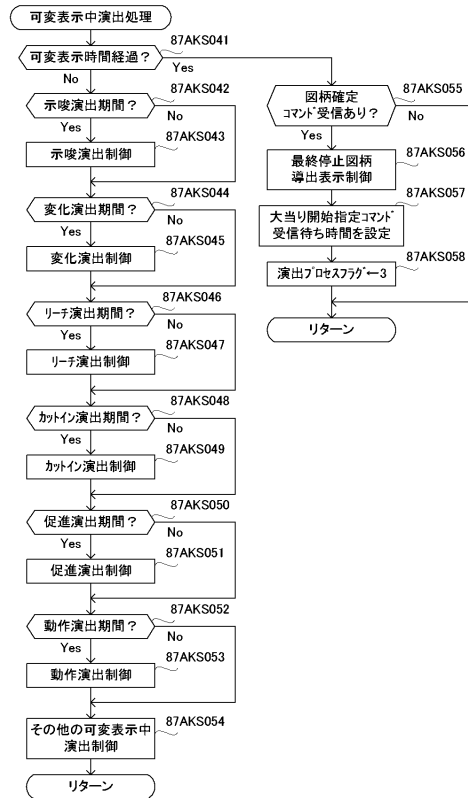 可変表示中演出処理
87AKS041
可変表示時間経過？
Yes
No
87AKS042
示唆演出期間？
No
Yes
87AKS043
示唆演出制御
87AKS044
変化演出期間？
No
Yes
87AKS045
変化演出制御
87AKS046
リーチ演出期間？
No
Yes
87AKS047
リーチ演出制御
87AKS048
カットイン演出期間？
No
Yes
87AKS049
カットイン演出制御
87AKS050
促進演出期間？
No
Yes
87AKS051
促進演出制御
87AKS052
動作演出期間？
No
Yes
87AKS053
動作演出制御
87AKS054
その他の可変表示中
演出制御
リターン
87AKS055
図柄確定
コマンド受信あり？
No
Yes
87AKS056
最終停止図柄
導出表示制御
87AKS057
大当り開始指定コマンド
受信待ち時間を設定
87AKS058
演出プロセスフラグ←3
リターン